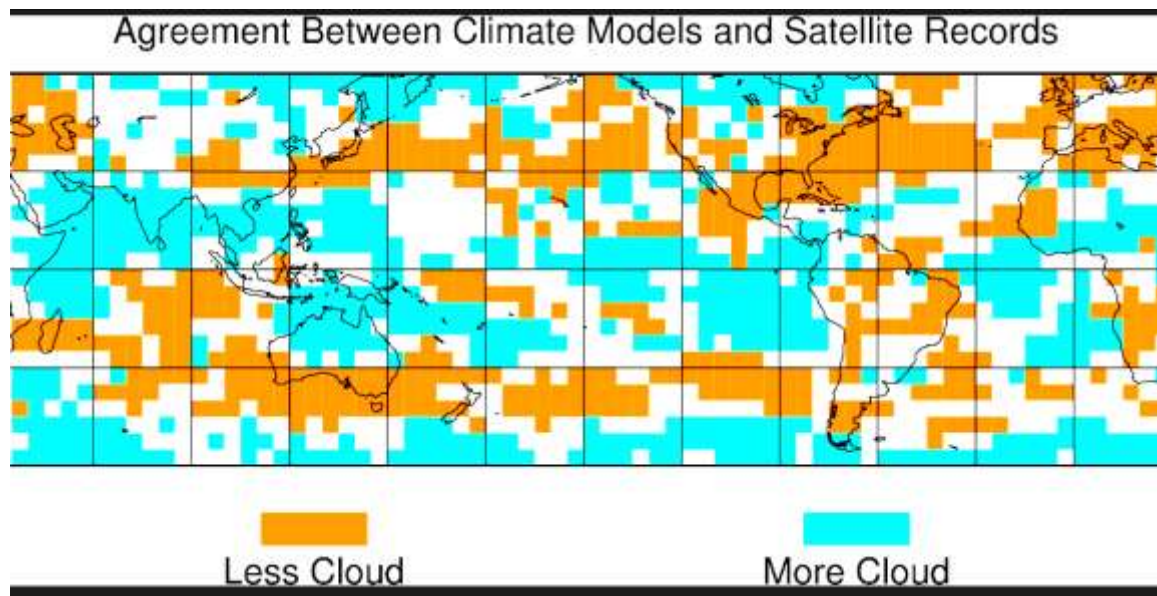 Agreement Between Climate Models and Satellite Records
Less Cloud
More Cloud